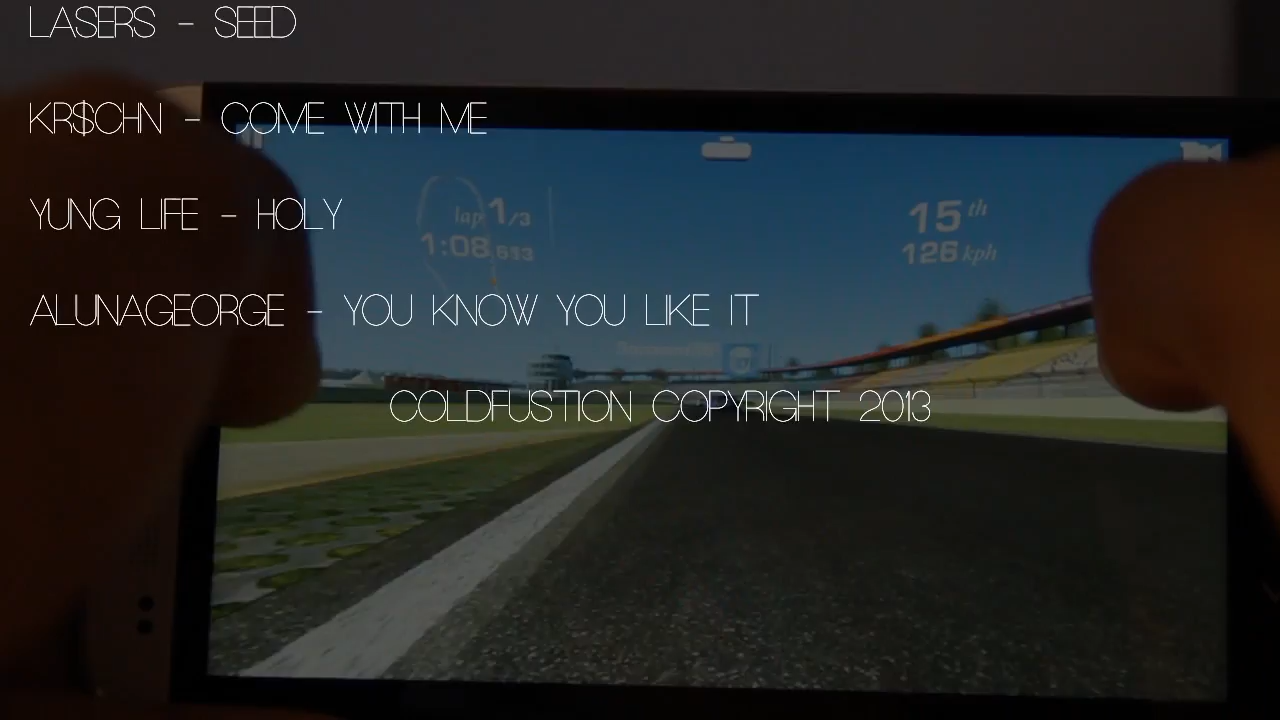 LASERS - SEED
KR$CHN - COME WITH ME
lap 1/3
15th
YUNG LIFE - HOLY
1:08.
126 kph
ALUNAGEORGE - YOU KNOW YOU LIKE IT
COLDFUSTION COPYRIGHT 2013